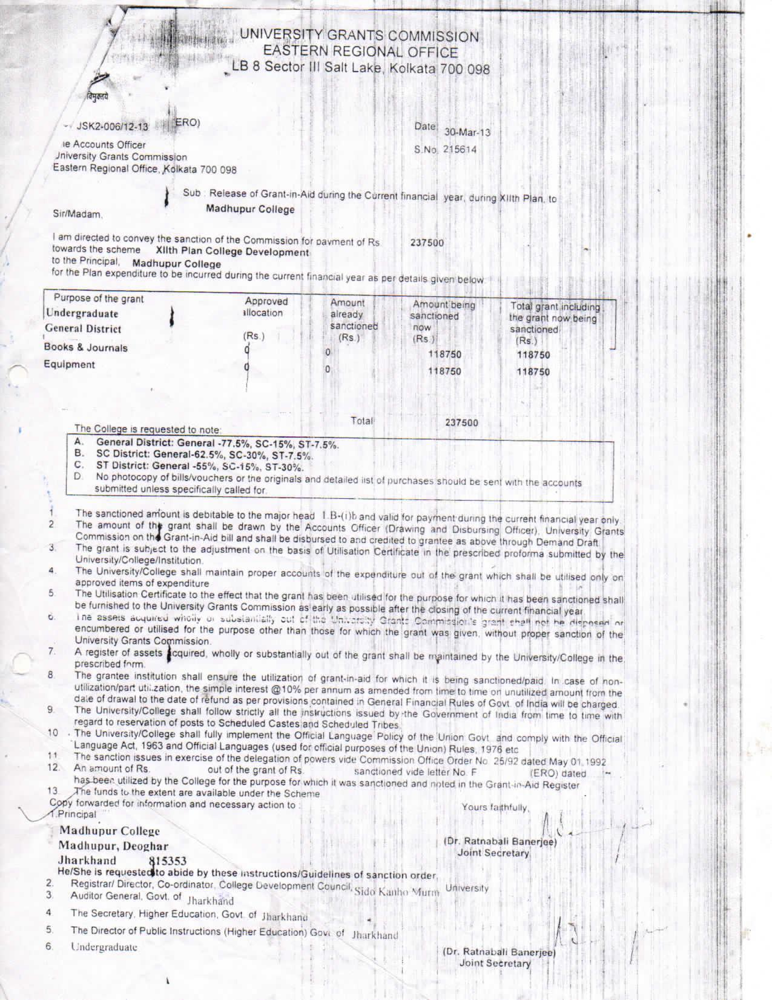 UNIVERSITY GRANTS COMMISSION
EASTERN REGIONAL OFFICE
LB 8 Sector III Salt Lake, Kolkata 700 098
विमुक्तये
JSK2-006/12-13 ERO)
Date 30-Mar-13
Accounts Officer
S.No. 215614
University Grants Commission
Eastern Regional Office, Kolkata 700 098
Sub : Release of Grant-in-Aid during the Current financial year, during XIIth Plan, to
Madhupur College
Sir/Madam,
I am directed to convey the sanction of the Commission for payment of Rs. 237500
towards the scheme XIIth Plan College Development
to the Principal, Madhupur College
for the Plan expenditure to be incurred during the current financial year as per details given below
Purpose of the grant Approved Amount Amount being Total grant including
Undergraduate allocation already sanctioned the grant now being
General District sanctioned now sanctioned
(Rs.) (Rs.) (Rs.) (Rs.)
Books & Journals 0 0 118750 118750
Equipment 0 0 118750 118750
Total 237500
The College is requested to note:
A. General District: General -77.5%, SC-15%, ST-7.5%.
B. SC District: General-62.5%, SC-30%, ST-7.5%.
C. ST District: General -55%, SC-15%, ST-30%.
D. No photocopy of bills/vouchers or the originals and detailed list of purchases should be sent with the accounts
submitted unless specifically called for.
1. The sanctioned amount is debitable to the major head 1.B-(i)b and valid for payment during the current financial year only.
2. The amount of the grant shall be drawn by the Accounts Officer (Drawing and Disbursing Officer), University Grants
Commission on the Grant-in-Aid bill and shall be disbursed to and credited to grantee as above through Demand Draft.
3. The grant is subject to the adjustment on the basis of Utilisation Certificate in the prescribed proforma submitted by the
University/College/Institution.
4. The University/College shall maintain proper accounts of the expenditure out of the grant which shall be utilised only on
approved items of expenditure
5. The Utilisation Certificate to the effect that the grant has been utilised for the purpose for which it has been sanctioned shall
be furnished to the University Grants Commission as early as possible after the closing of the current financial year.
6. The assets acquired wholly or substantially out of the University Grants Commission's grant shall not be disposed or
encumbered or utilised for the purpose other than those for which the grant was given, without proper sanction of the
University Grants Commission.
7. A register of assets acquired, wholly or substantially out of the grant shall be maintained by the University/College in the
prescribed form.
8. The grantee institution shall ensure the utilization of grant-in-aid for which it is being sanctioned/paid. In case of non-
utilization/part utilization, the simple interest @10% per annum as amended from time to time on unutilized amount from the
date of drawal to the date of refund as per provisions contained in General Financial Rules of Govt. of India will be charged.
9. The University/College shall follow strictly all the instructions issued by the Government of India from time to time with
regard to reservation of posts to Scheduled Castes and Scheduled Tribes.
10. The University/College shall fully implement the Official Language Policy of the Union Govt. and comply with the Official
Language Act, 1963 and Official Languages (used for official purposes of the Union) Rules, 1976 etc
11. The sanction issues in exercise of the delegation of powers vide Commission Office Order No. 25/92 dated May 01,1992
12. An amount of Rs. out of the grant of Rs. sanctioned vide letter No. F (ERO) dated
has been utilized by the College for the purpose for which it was sanctioned and noted in the Grant-in-Aid Register
13. The funds to the extent are available under the Scheme
Copy forwarded for information and necessary action to :
Yours faithfully,
1.Principal
Madhupur College
Madhupur, Deoghar
(Dr. Ratnabali Banerjee)
Joint Secretary
Jharkhand 815353
He/She is requested to abide by these instructions/Guidelines of sanction order.
2. Registrar/ Director, Co-ordinator, College Development Council, Sido Kanho Murm University
3. Auditor General, Govt. of Jharkhand
4. The Secretary, Higher Education, Govt. of Jharkhand
5. The Director of Public Instructions (Higher Education) Govt. of Jharkhand
6. Undergraduate
(Dr. Ratnabali Banerjee)
Joint Secretary